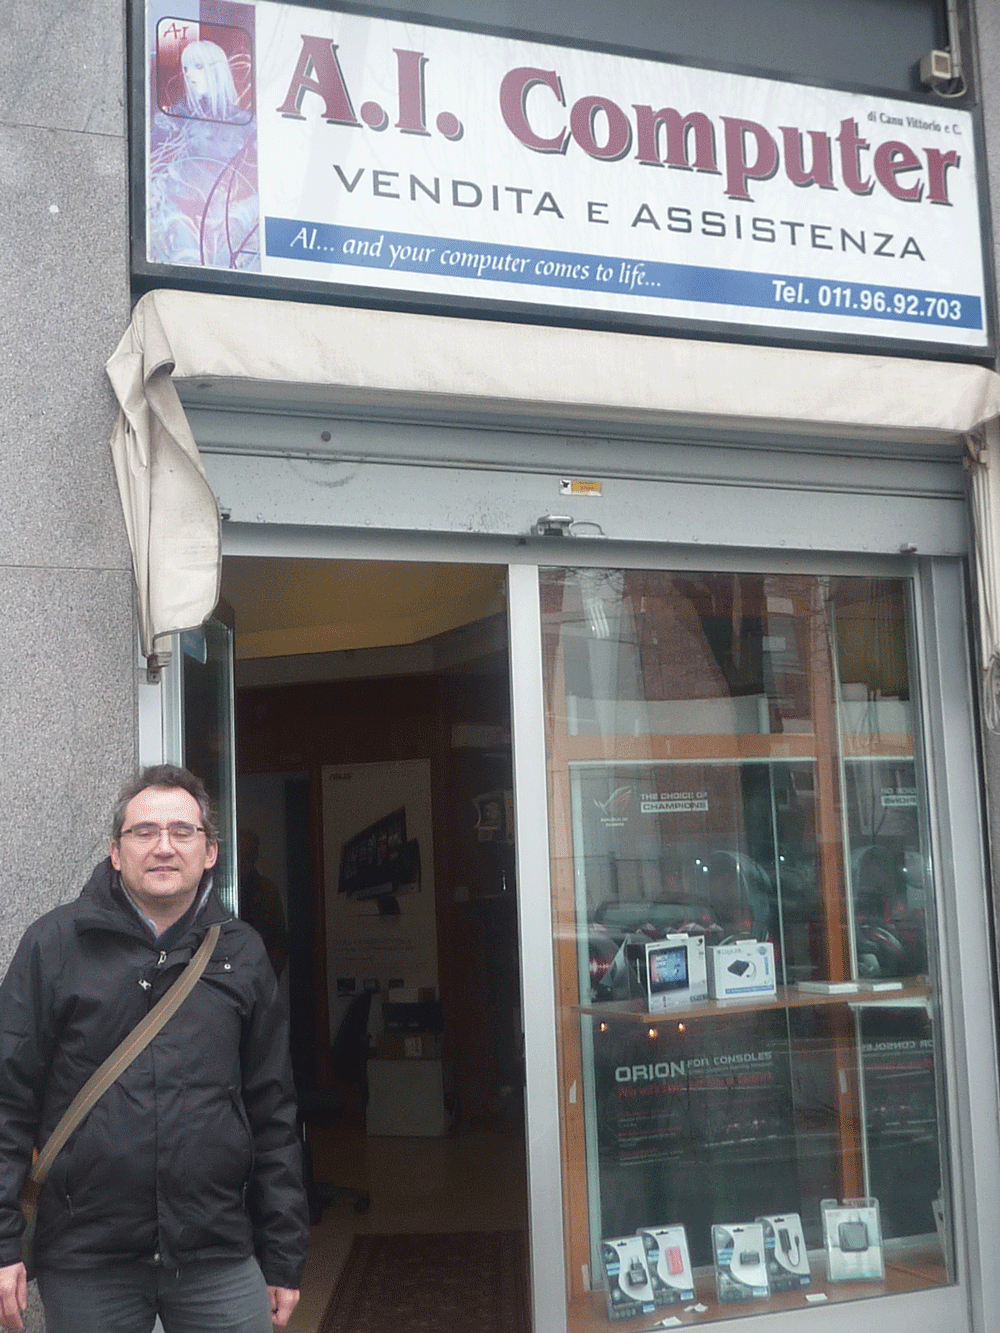 AI
A.I. Computer
di Canu Vittorio e C.
VENDITA E ASSISTENZA
AI... and your computer comes to life...
Tel. 011.96.92.703
ASUS
THE CHOICE OF
CHAMPIONS
ORION FOR CONSOLES